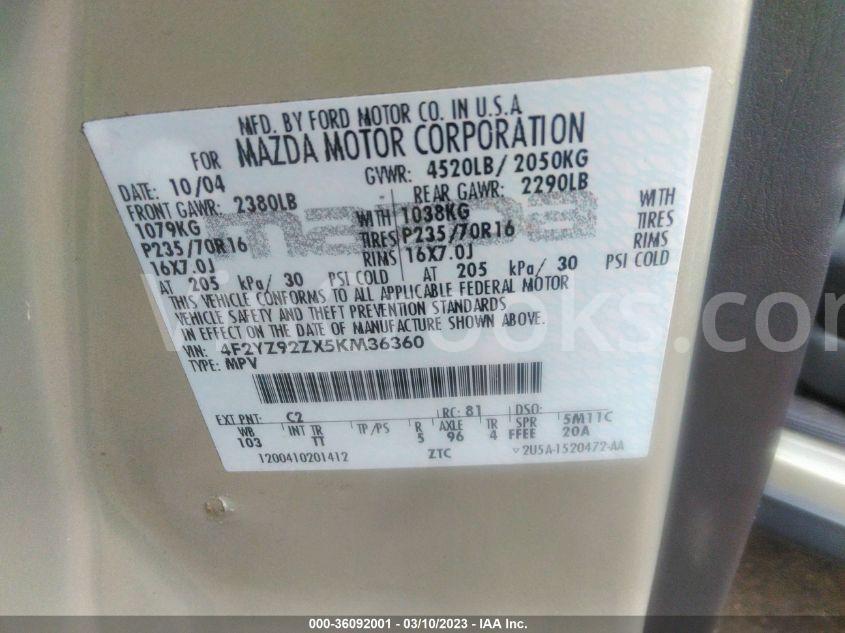 MFD. BY FORD MOTOR CO. IN U.S.A
FOR MAZDA MOTOR CORPORATION
DATE: 10/04 GVWR: 4520LB/ 2050KG
FRONT GAWR: 2380LB REAR GAWR: 2290LB
1079KG WITH 1038KG WITH
P235/70R16 TIRES P235/70R16 TIRES
16X7.0J RIMS 16X7.0J RIMS
AT 205 kPa/ 30 PSI COLD AT 205 kPa/ 30 PSI COLD
THIS VEHICLE CONFORMS TO ALL APPLICABLE FEDERAL MOTOR
VEHICLE SAFETY AND THEFT PREVENTION STANDARDS
IN EFFECT ON THE DATE OF MANUFACTURE SHOWN ABOVE.
VIN: 4F2YZ92ZX5KM36360
TYPE: MPV
EXT PNT: C2 RC: 81 DSO:
WB INT TR TP/PS R AXLE TR SPR 5M11C
103 TT 5 96 4 FFEE 20A
1200410201412 ZTC 2U5A-1520472-AA
mazda
000-36092001 - 03/10/2023 - IAA Inc.